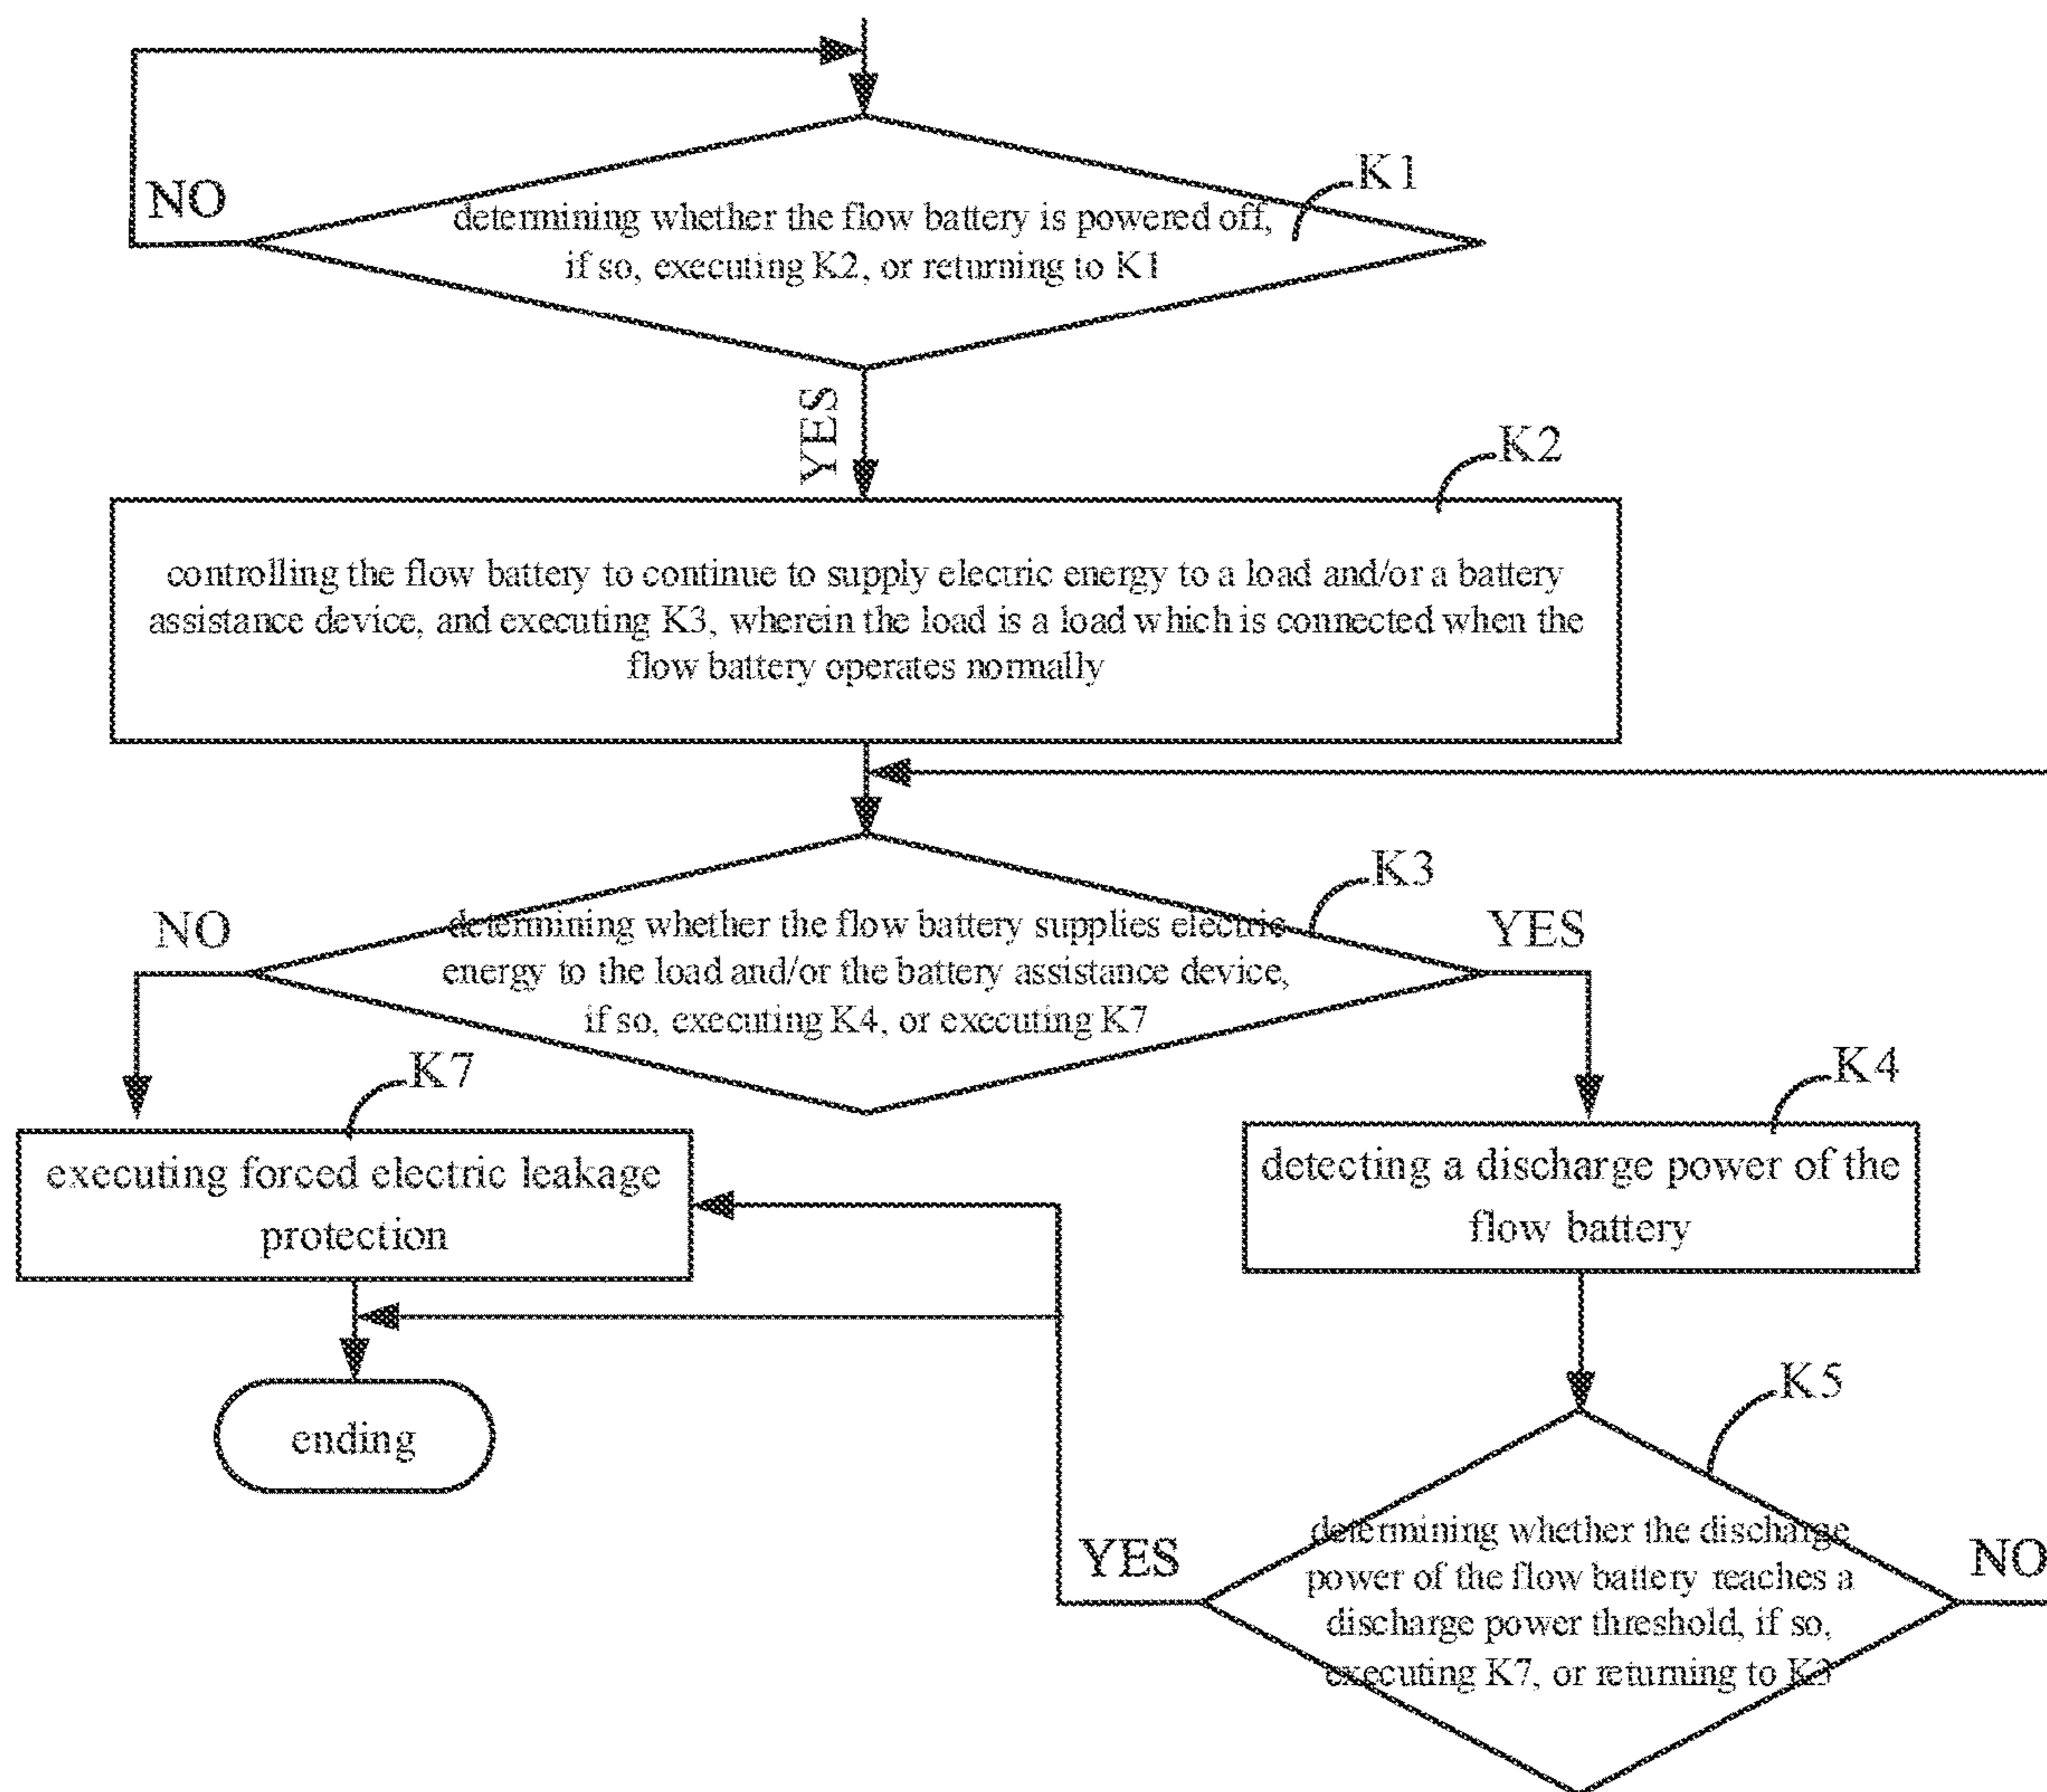 K1
NO
determining whether the flow battery is powered off,
if so, executing K2, or returning to K1
YES
K2
controlling the flow battery to continue to supply electric energy to a load and/or a battery
assistance device, and executing K3, wherein the load is a load which is connected when the
flow battery operates normally
K3
NO
YES
determining whether the flow battery supplies electric
energy to the load and/or the battery assistance device,
if so, executing K4, or executing K7
K7
K4
executing forced electric leakage
protection
detecting a discharge power of the
flow battery
K5
ending
YES
NO
determining whether the discharge
power of the flow battery reaches a
discharge power threshold, if so,
executing K7, or returning to K3